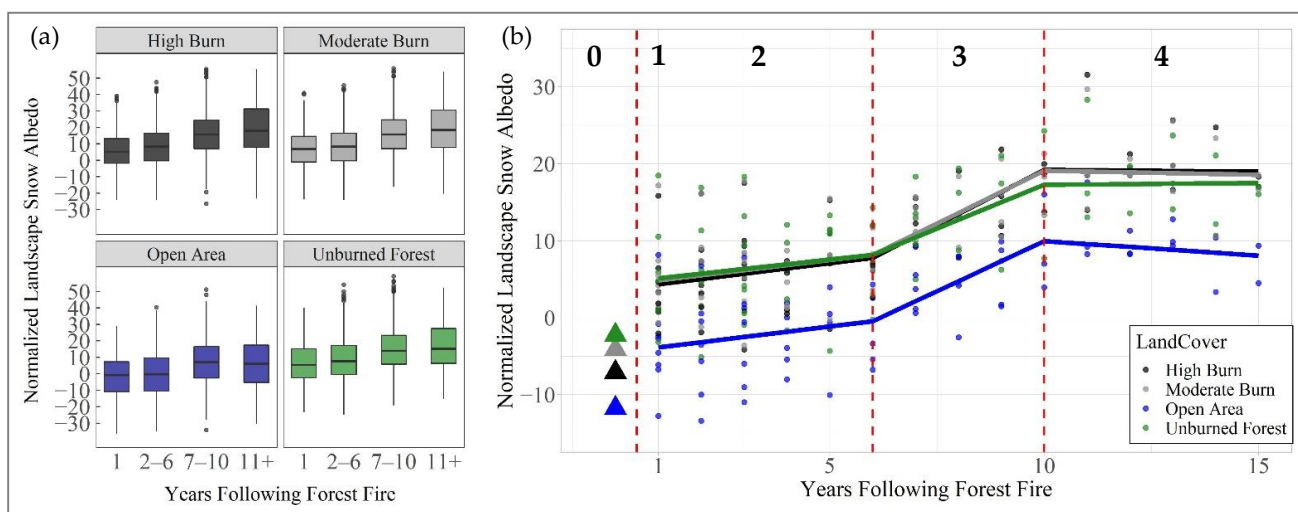 (a)
High Burn
Moderate Burn
Normalized Landscape Snow Albedo
50
40
30
20
10
0
−10
−20
−30
Open Area
Unburned Forest
50
40
30
20
10
0
−10
−20
−30
1 2–6 7–10 11+
1 2–6 7–10 11+
Years Following Forest Fire
(b)
0 1 2 3 4
Normalized Landscape Snow Albedo
30
20
10
0
−10
LandCover
High Burn
Moderate Burn
Open Area
Unburned Forest
1 5 10 15
Years Following Forest Fire